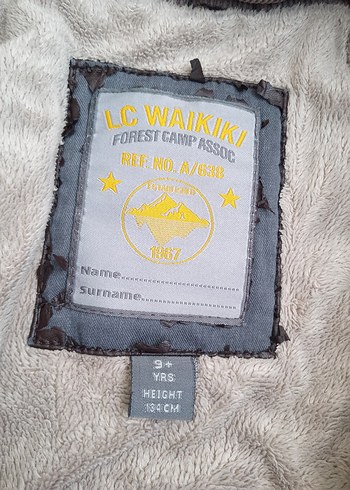 LC WAIKIKI
FOREST CAMP ASSOC
REF. NO. A/638
1967
Name
Surname
9+
YRS
HEIGHT
134 CM